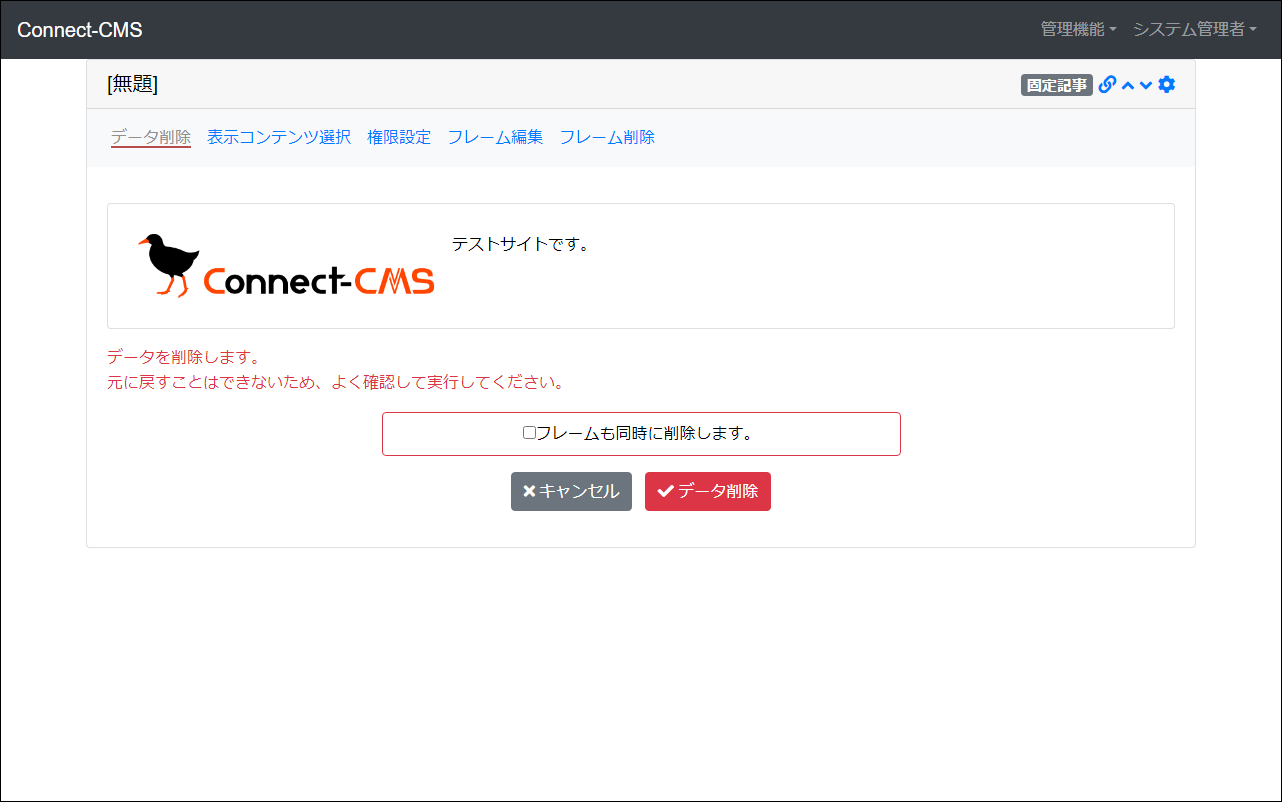 Connect-CMS 管理機能 システム管理者
[無題] 固定記事
データ削除 表示コンテンツ選択 権限設定 フレーム編集 フレーム削除
テストサイトです。
Connect-CMS
データを削除します。
元に戻すことはできないため、よく確認して実行してください。
フレームも同時に削除します。
キャンセル データ削除